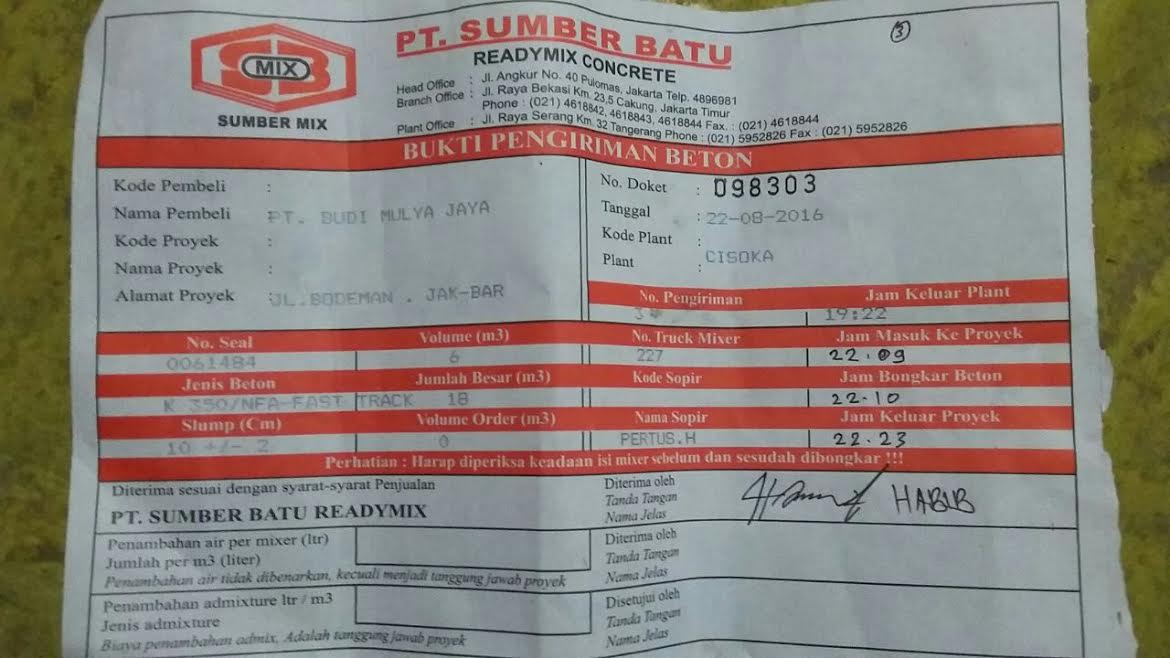 3
SB MIX
SUMBER MIX
PT. SUMBER BATU
READYMIX CONCRETE
Head Office : Jl. Angkur No. 40 Pulomas, Jakarta Telp. 4896981
Branch Office : Jl. Raya Bekasi Km. 23,5 Cakung, Jakarta Timur
Phone : (021) 4618842, 4618843, 4618844 Fax. : (021) 4618844
Plant Office : Jl. Raya Serang Km. 32 Tangerang Phone : (021) 5952826 Fax : (021) 5952826
BUKTI PENGIRIMAN BETON
Kode Pembeli :
Nama Pembeli : PT. BUDI MULYA JAYA
Kode Proyek :
Nama Proyek :
Alamat Proyek : JL.BODEMAN . JAK-BAR
No. Doket : 098303
Tanggal : 22-08-2016
Kode Plant :
Plant : CISOKA
No. Pengiriman Jam Keluar Plant
3 19:22
No. Seal Volume (m3) No. Truck Mixer Jam Masuk Ke Proyek
0061484 6 227 22.09
Jenis Beton Jumlah Besar (m3) Kode Sopir Jam Bongkar Beton
K 350/NFA-FAST TRACK 18 22-10
Slump (Cm) Volume Order (m3) Nama Sopir Jam Keluar Proyek
10 +/- 2 0 PERTUS.H 22.23
Perhatian : Harap diperiksa keadaan isi mixer sebelum dan sesudah dibongkar !!!
Diterima sesuai dengan syarat-syarat Penjualan
PT. SUMBER BATU READYMIX
Diterima oleh
Tanda Tangan
Nama Jelas
HABIB
Penambahan air per mixer (ltr)
Jumlah per m3 (liter)
Penambahan air tidak dibenarkan, kecuali menjadi tanggung jawab proyek
Diterima oleh
Tanda Tangan
Nama Jelas
Penambahan admixture ltr / m3
Jenis admixture
Biaya penambahan admix, Adalah tanggung jawab proyek
Disetujui oleh
Tanda Tangan
Nama Jelas